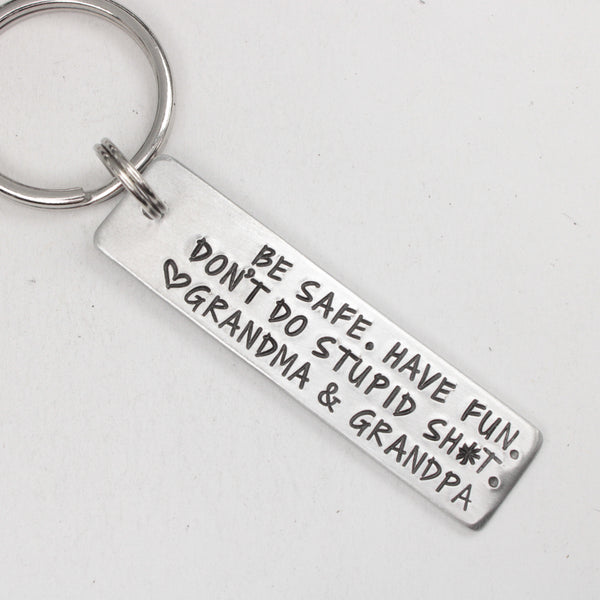 BE SAFE. HAVE FUN.
DON'T DO STUPID SH*T.
♡GRANDMA & GRANDPA